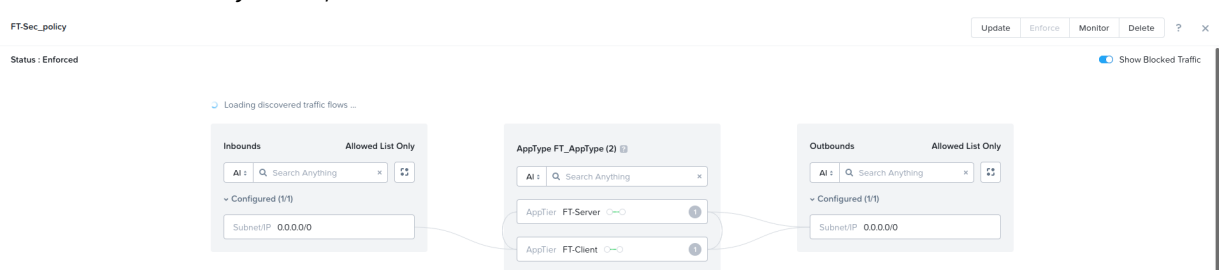 FT-Sec_policy
Update Enforce Monitor Delete ? ×
Status : Enforced
Show Blocked Traffic
Loading discovered traffic flows ...
Inbounds Allowed List Only
Al Search Anything ×
Configured (1/1)
Subnet/IP 0.0.0.0/0
AppType FT_AppType (2) ?
Al Search Anything ×
AppTier FT-Server 1
AppTier FT-Client 1
Outbounds Allowed List Only
Al Search Anything ×
Configured (1/1)
Subnet/IP 0.0.0.0/0